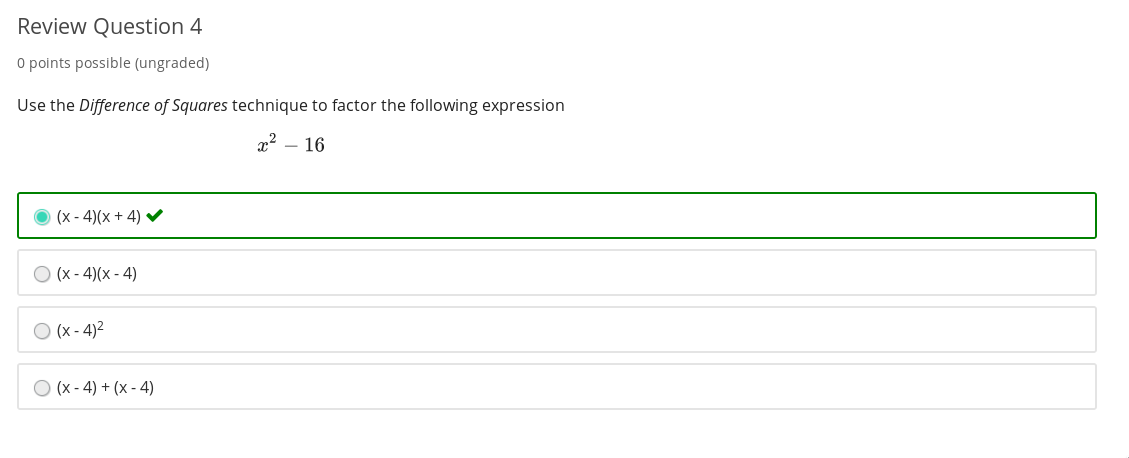 Review Question 4
0 points possible (ungraded)
Use the Difference of Squares technique to factor the following expression
x² − 16
(x - 4)(x + 4)
(x - 4)(x - 4)
(x - 4)²
(x - 4) + (x - 4)